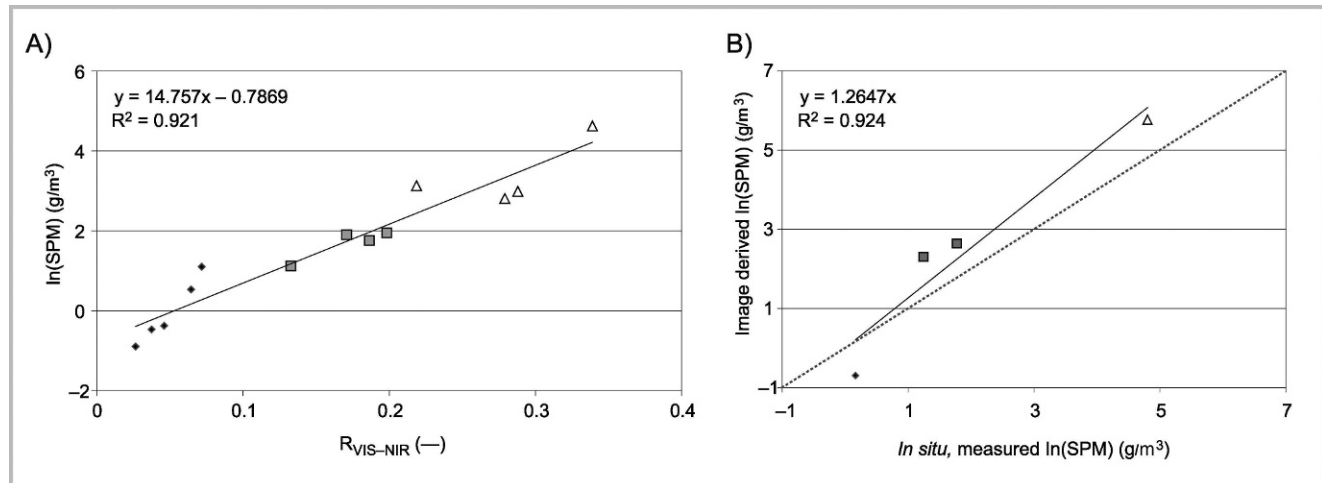 A)
y = 14.757x – 0.7869
R² = 0.921
ln(SPM) (g/m³)
6
4
2
0
–2
0
0.1
0.2
0.3
0.4
R_VIS–NIR (—)
B)
y = 1.2647x
R² = 0.924
Image derived ln(SPM) (g/m³)
7
5
3
1
–1
–1
1
3
5
7
In situ, measured ln(SPM) (g/m³)